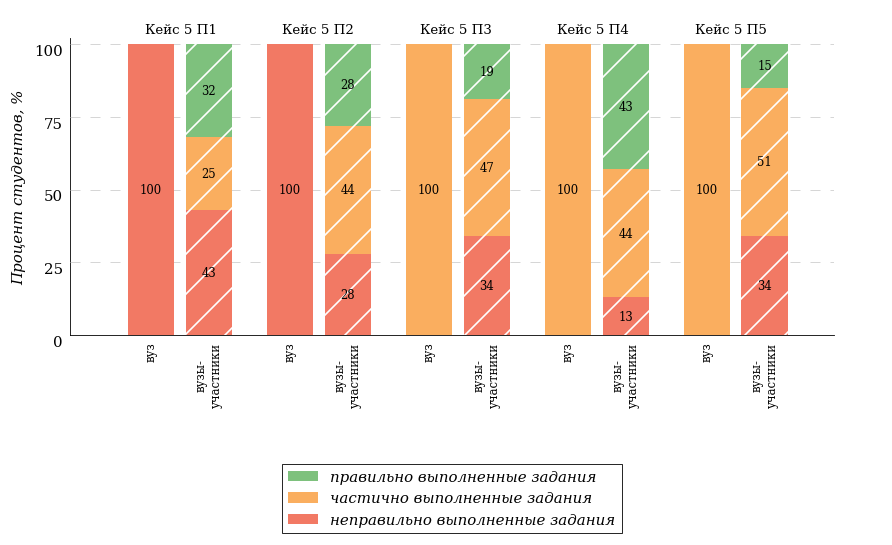 Кейс 5 П1 Кейс 5 П2 Кейс 5 П3 Кейс 5 П4 Кейс 5 П5
Процент студентов, %
100
75
50
25
0
32
25
43
100
28
44
28
100
19
47
34
100
43
44
13
100
15
51
34
100
вуз
вузы-
участники
вуз
вузы-
участники
вуз
вузы-
участники
вуз
вузы-
участники
вуз
вузы-
участники
правильно выполненные задания
частично выполненные задания
неправильно выполненные задания